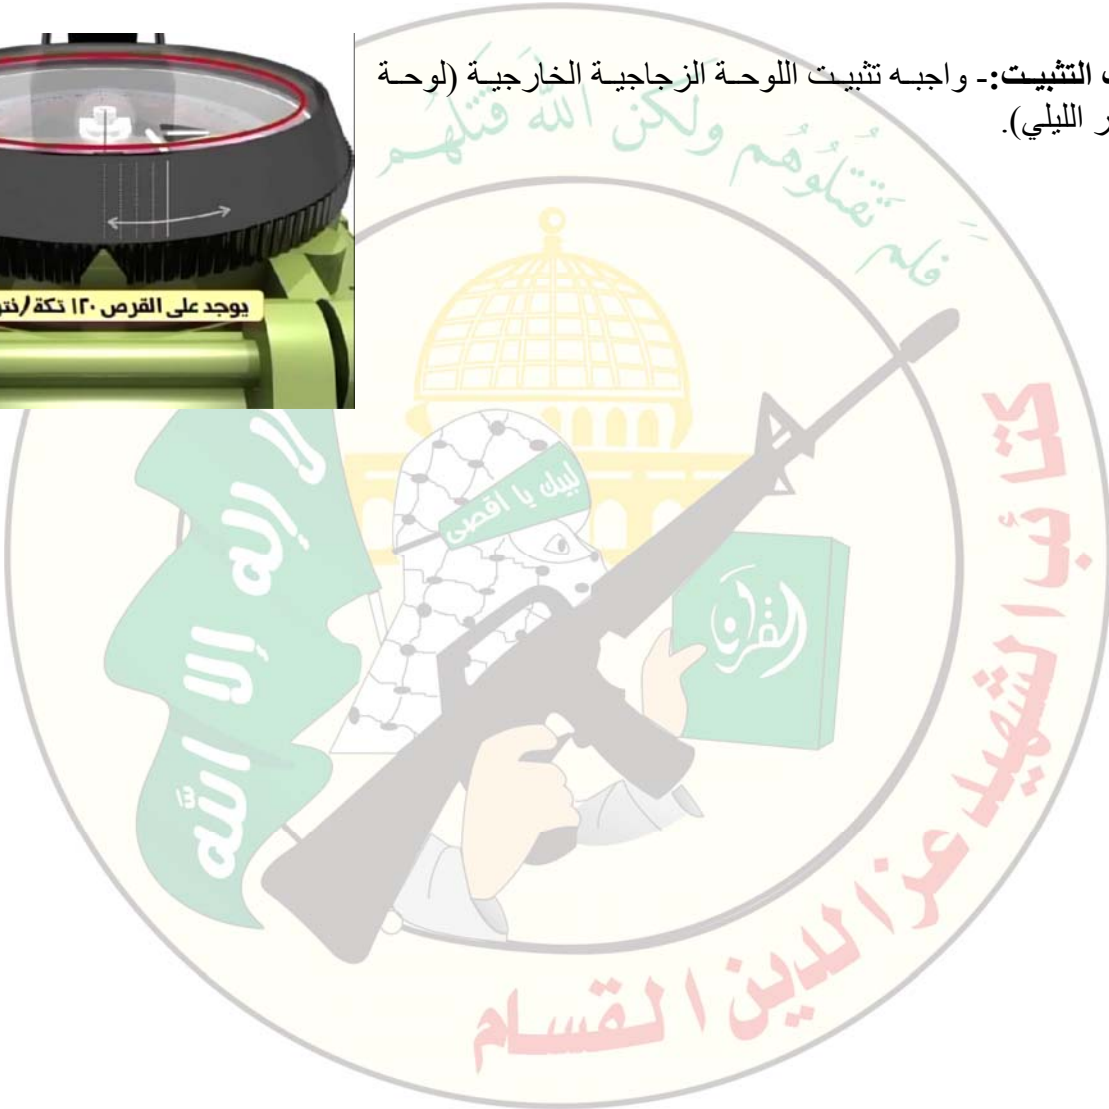 التثبيت:- واجبه تثبيت اللوحة الزجاجية الخارجية (لوحة
الليلي).
يوجد على القرص ١٢٠ تكة/
فلم تقتلوهم ولكن الله قتلهم
لبيك يا أقصى
لا إله إلا الله
القرآن
كتائب الشهيد عز الدين القسام